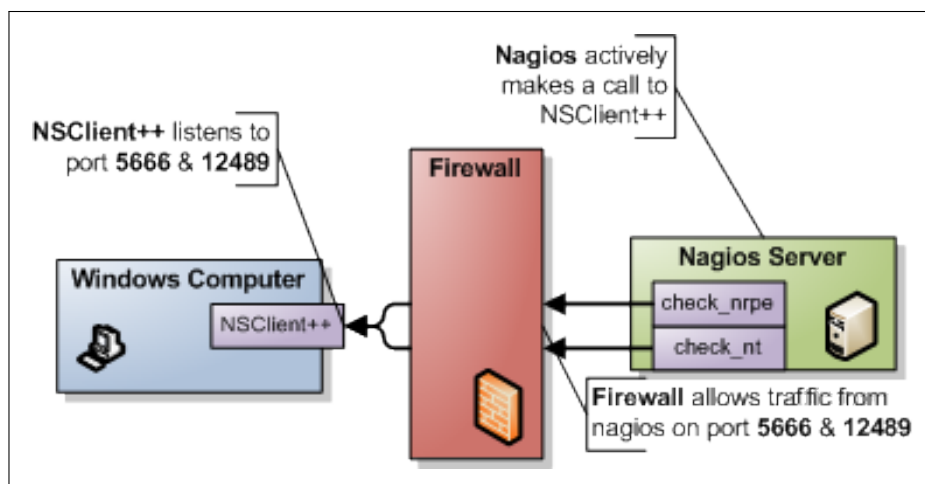 Nagios actively
makes a call to
NSClient++
NSClient++ listens to
port 5666 & 12489
Firewall
Windows Computer
NSClient++
Nagios Server
check_nrpe
check_nt
Firewall allows traffic from
nagios on port 5666 & 12489